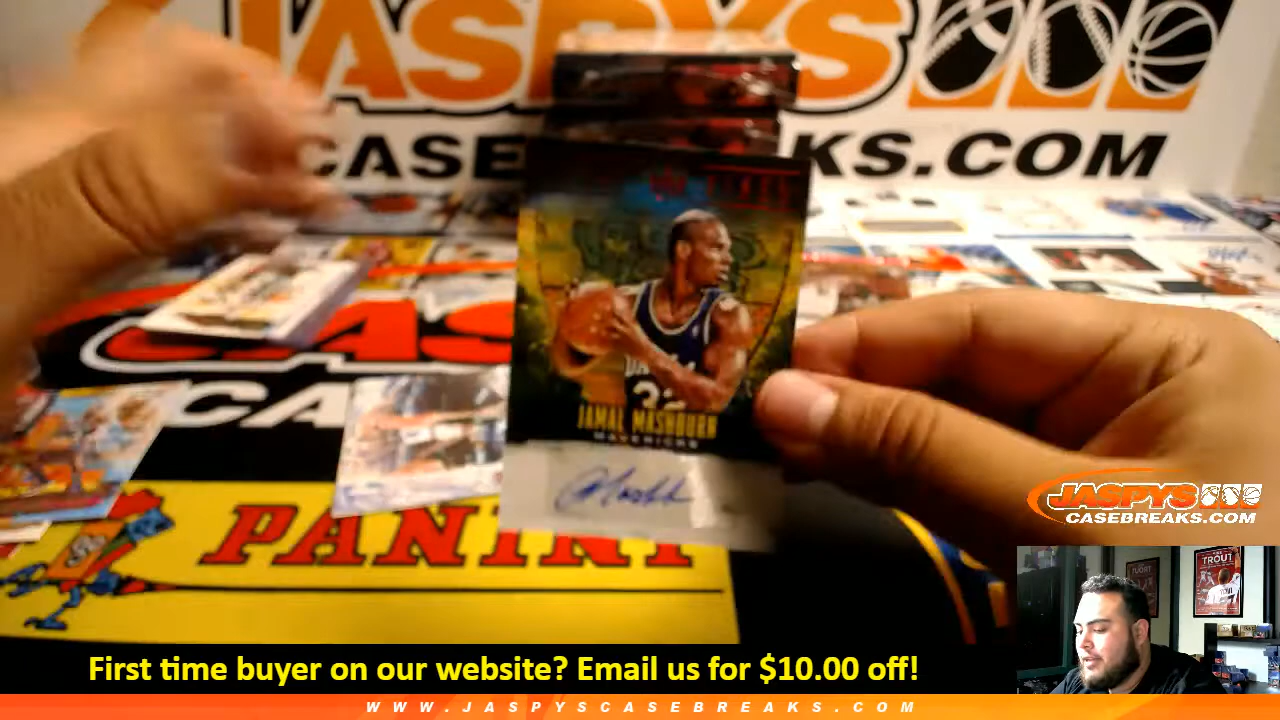 JASPYS
CASEBREAKS.COM
JAMAL MASHBURN
MAVERICKS
PANINI
JASPYS
CASEBREAKS.COM
TROUT
First time buyer on our website? Email us for $10.00 off!
WWW.JASPYSCASEBREAKS.COM